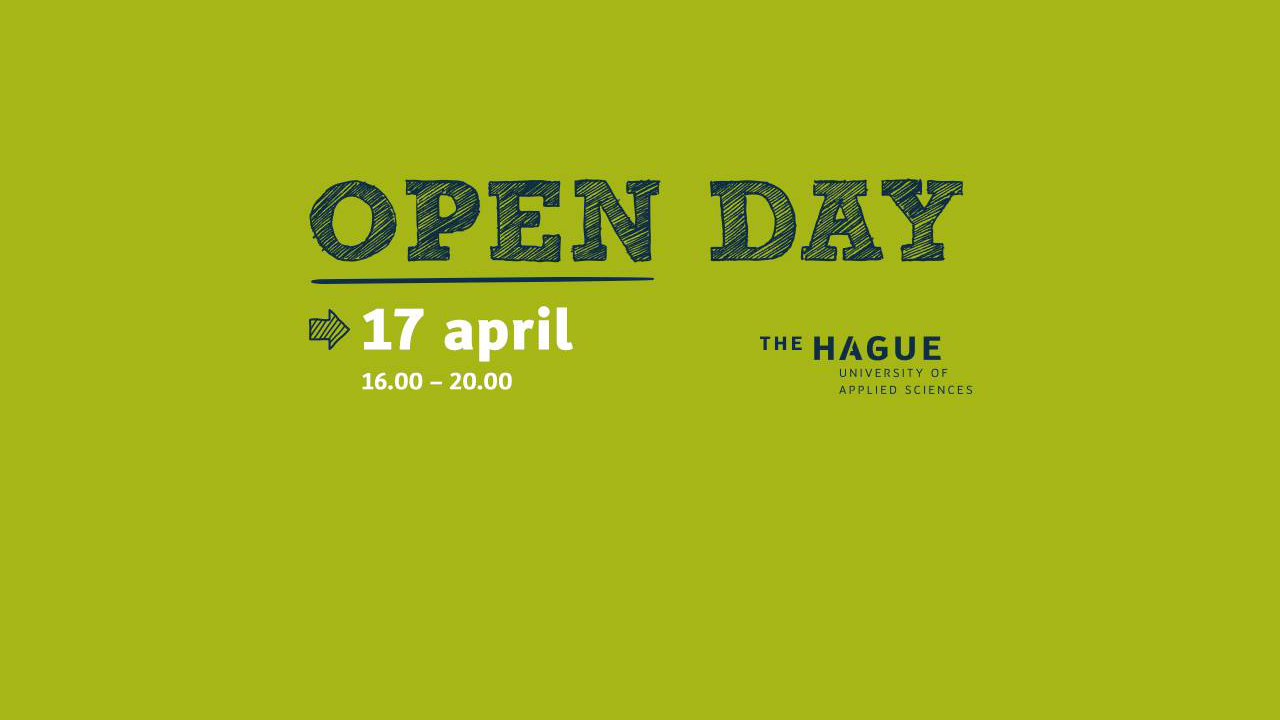 OPEN DAY
17 april
16.00 – 20.00
THE HAGUE
UNIVERSITY OF
APPLIED SCIENCES